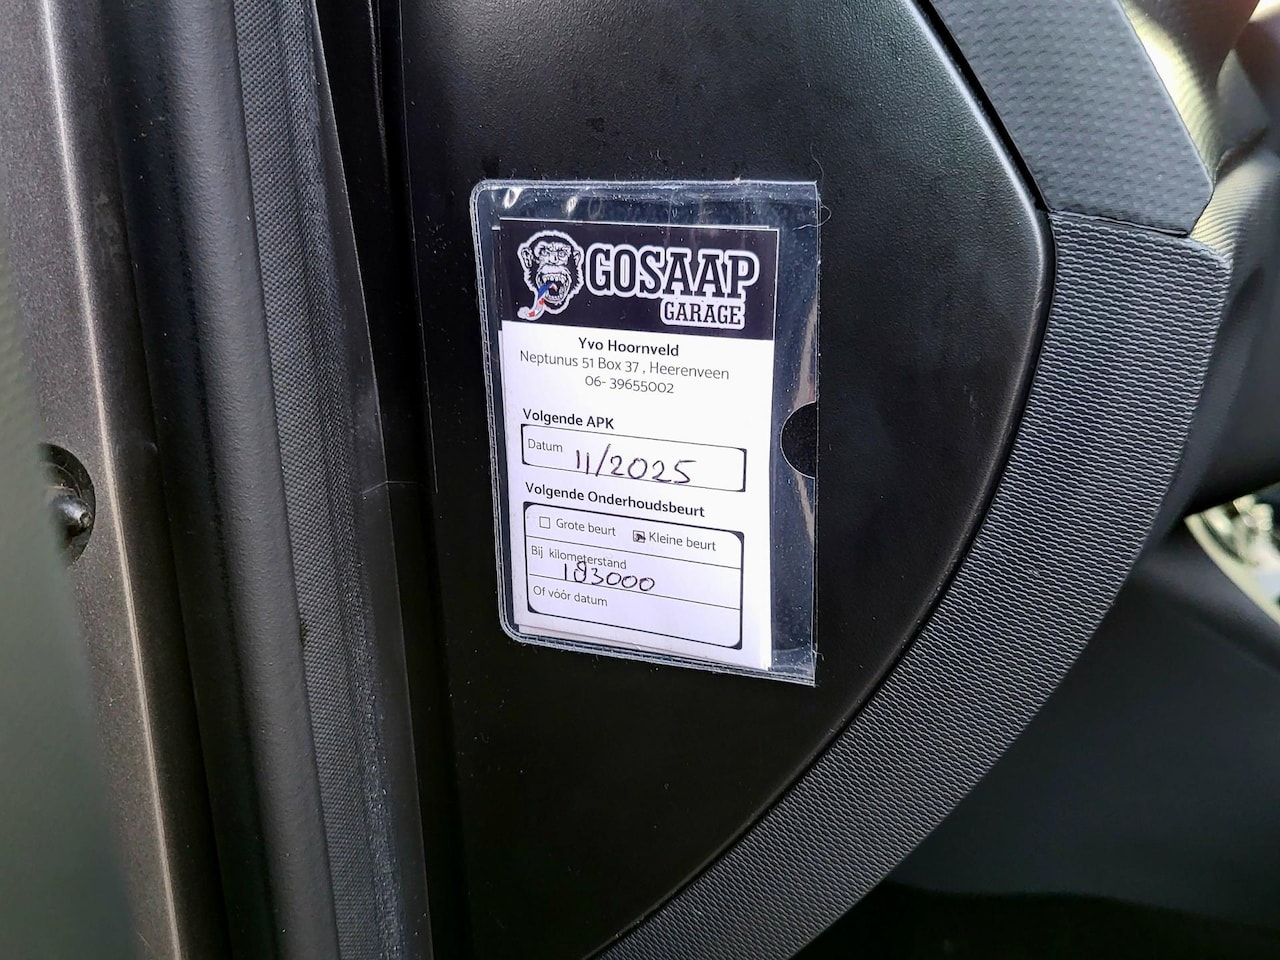 GOSAAP
GARAGE
Yvo Hoornveld
Neptunus 51 Box 37 , Heerenveen
06- 39655002
Volgende APK
Datum 11/2025
Volgende Onderhoudsbeurt
Grote beurt Kleine beurt
Bij kilometerstand
183000
Of vóór datum